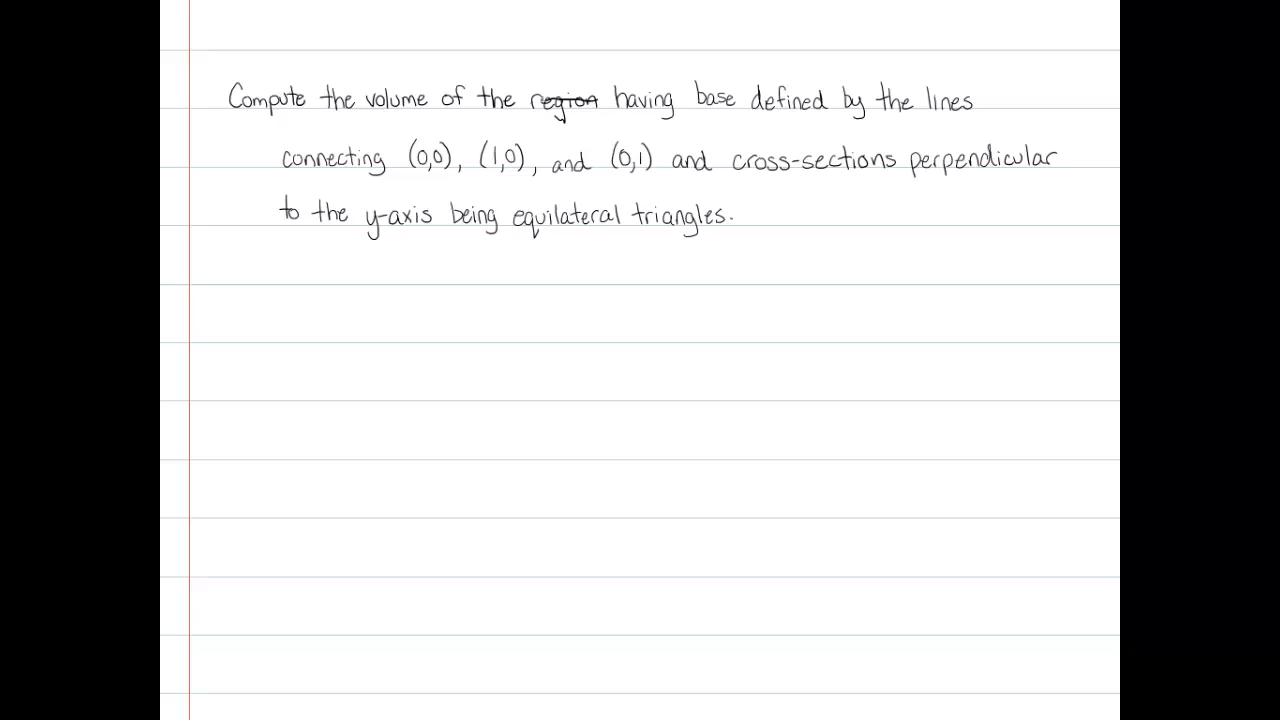 Compute the volume of the region having base defined by the lines
connecting (0,0), (1,0), and (0,1) and cross-sections perpendicular
to the y-axis being equilateral triangles.